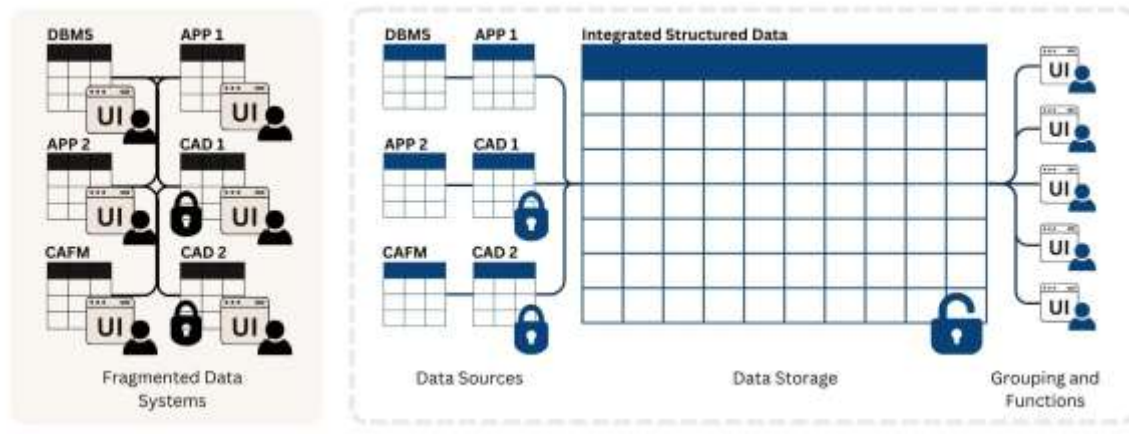 DBMS
APP 1
UI
UI
APP 2
CAD 1
UI
UI
CAFM
CAD 2
UI
UI
Fragmented Data
Systems
DBMS
APP 1
APP 2
CAD 1
CAFM
CAD 2
Data Sources
Integrated Structured Data
Data Storage
UI
UI
UI
UI
UI
Grouping and
Functions